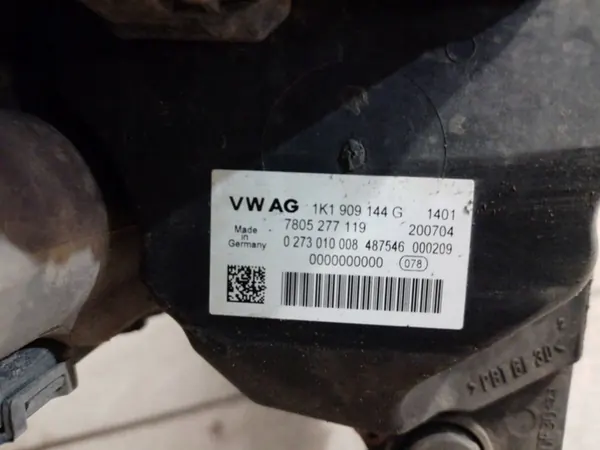 VW AG 1K1 909 144 G 1401
7805 277 119 200704
Made in Germany
0 273 010 008 487546 000209
0000000000 078